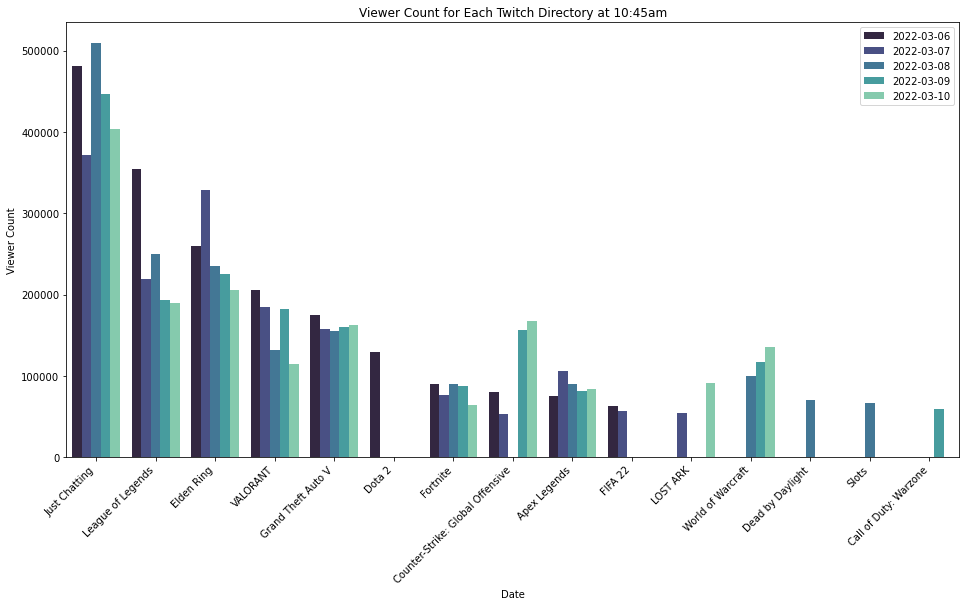 Viewer Count for Each Twitch Directory at 10:45am
2022-03-06
2022-03-07
2022-03-08
2022-03-09
2022-03-10
Viewer Count
500000
400000
300000
200000
100000
0
Just Chatting
League of Legends
Elden Ring
VALORANT
Grand Theft Auto V
Dota 2
Fortnite
Counter-Strike: Global Offensive
Apex Legends
FIFA 22
LOST ARK
World of Warcraft
Dead by Daylight
Slots
Call of Duty: Warzone
Date